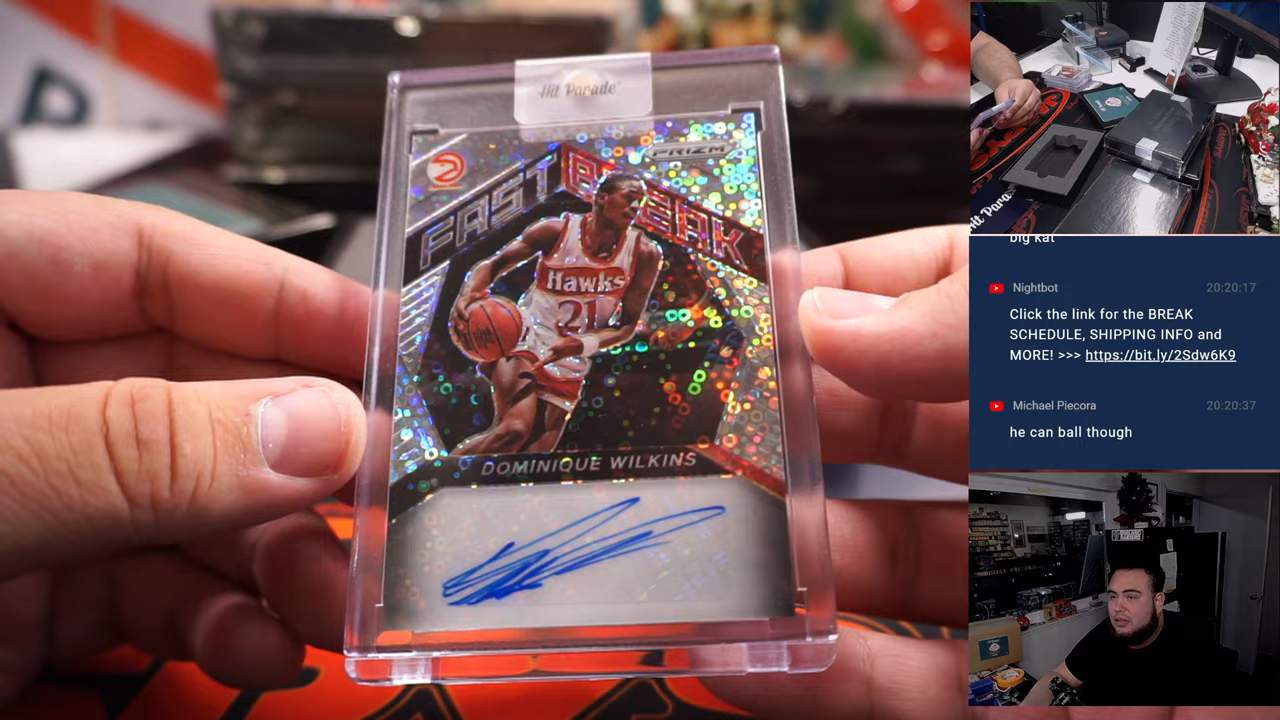 Hit Parade
PRIZM
FAST BREAK
Hawks
21
DOMINIQUE WILKINS
Hit Para
big kat
Nightbot 20:20:17
Click the link for the BREAK
SCHEDULE, SHIPPING INFO and
MORE! >>> https://bit.ly/2Sdw6K9
Michael Piecora 20:20:37
he can ball though